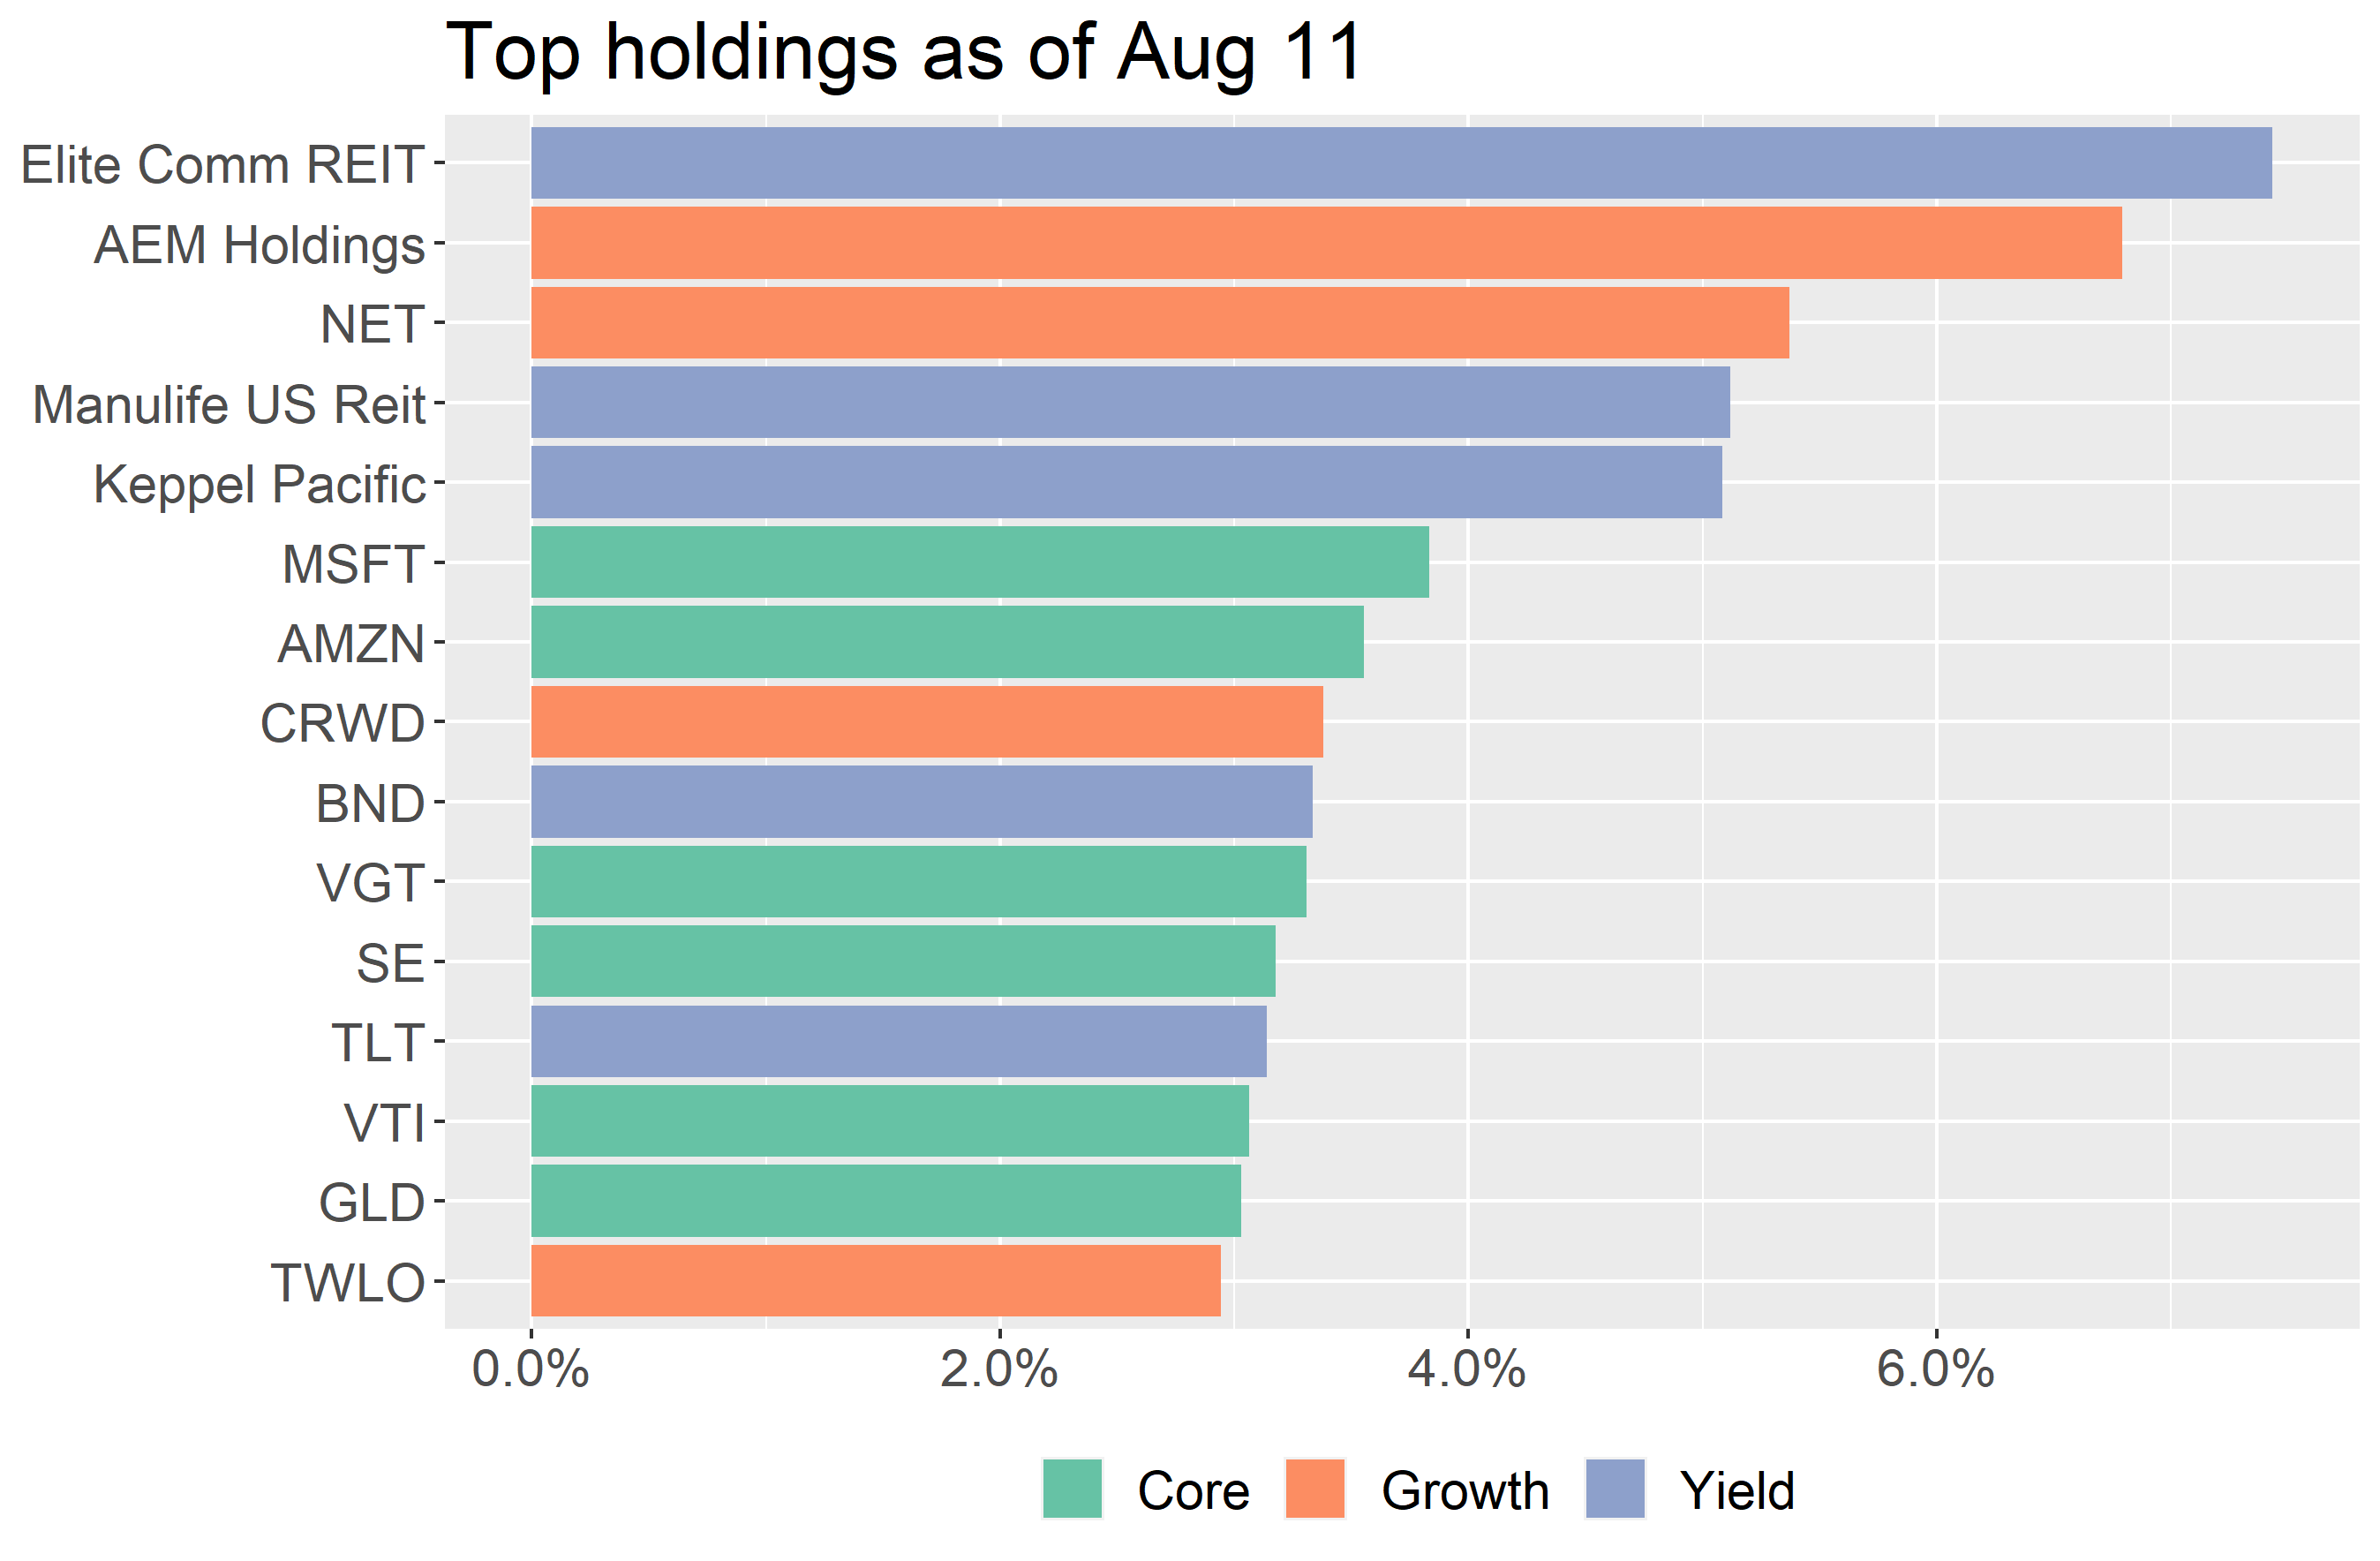 Top holdings as of Aug 11
Elite Comm REIT
AEM Holdings
NET
Manulife US Reit
Keppel Pacific
MSFT
AMZN
CRWD
BND
VGT
SE
TLT
VTI
GLD
TWLO
0.0% 2.0% 4.0% 6.0%
Core Growth Yield